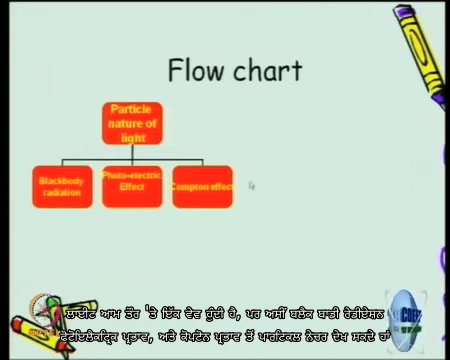 Flow chart
Particle
nature of
light
Blackbody
radiation
Photo-electric
Effect
Compton effect
ਲਾਈਟ ਆਮ ਤੌਰ 'ਤੇ ਇੱਕ ਵੇਵ ਹੁੰਦੀ ਹੈ, ਪਰ ਅਸੀਂ ਬਲੈਕ ਬਾਡੀ ਰੇਡੀਏਸ਼ਨ
ਫੋਟੋਇਲੈਕਟ੍ਰਿਕ ਪ੍ਰਭਾਵ, ਅਤੇ ਕੋਪਟੋਨ ਪ੍ਰਭਾਵ ਤੋਂ ਪਾਰਟਿਕਲ ਨੇਚਰ ਦੇਖ ਸਕਦੇ ਹਾਂ